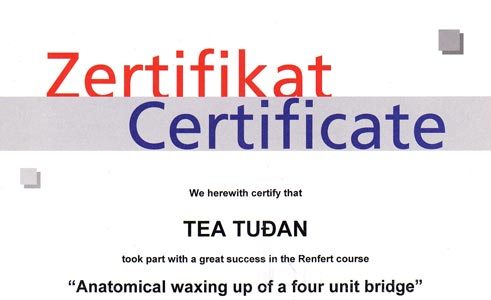 Zertifikat
Certificate
We herewith certify that
TEA TUĐAN
took part with a great success in the Renfert course
“Anatomical waxing up of a four unit bridge”